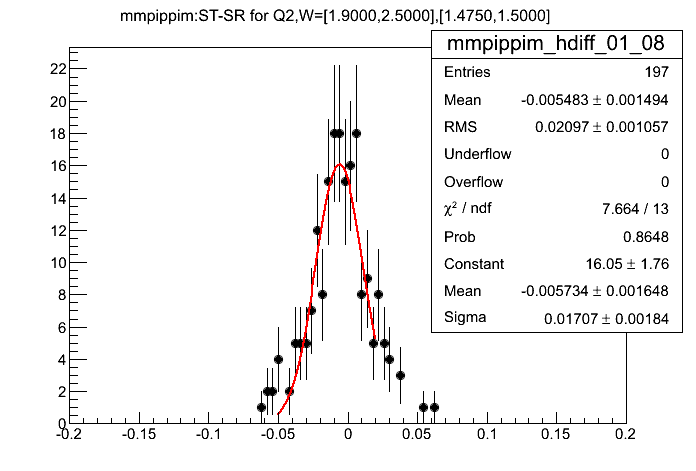 mmpippim:ST-SR for Q2,W=[1.9000,2.5000],[1.4750,1.5000]
mmpippim_hdiff_01_08
Entries 197
Mean -0.005483 ± 0.001494
RMS 0.02097 ± 0.001057
Underflow 0
Overflow 0
χ² / ndf 7.664 / 13
Prob 0.8648
Constant 16.05 ± 1.76
Mean -0.005734 ± 0.001648
Sigma 0.01707 ± 0.00184
22
20
18
16
14
12
10
8
6
4
2
0
-0.2 -0.15 -0.1 -0.05 0 0.05 0.1 0.15 0.2